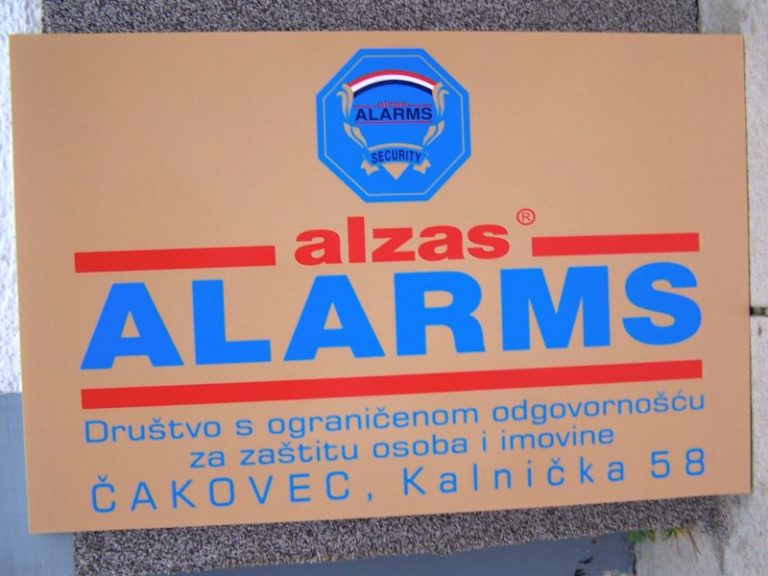 alzas
ALARMS
SECURITY
alzas ®
ALARMS
Društvo s ograničenom odgovornošću
za zaštitu osoba i imovine
ČAKOVEC, Kalnička 58